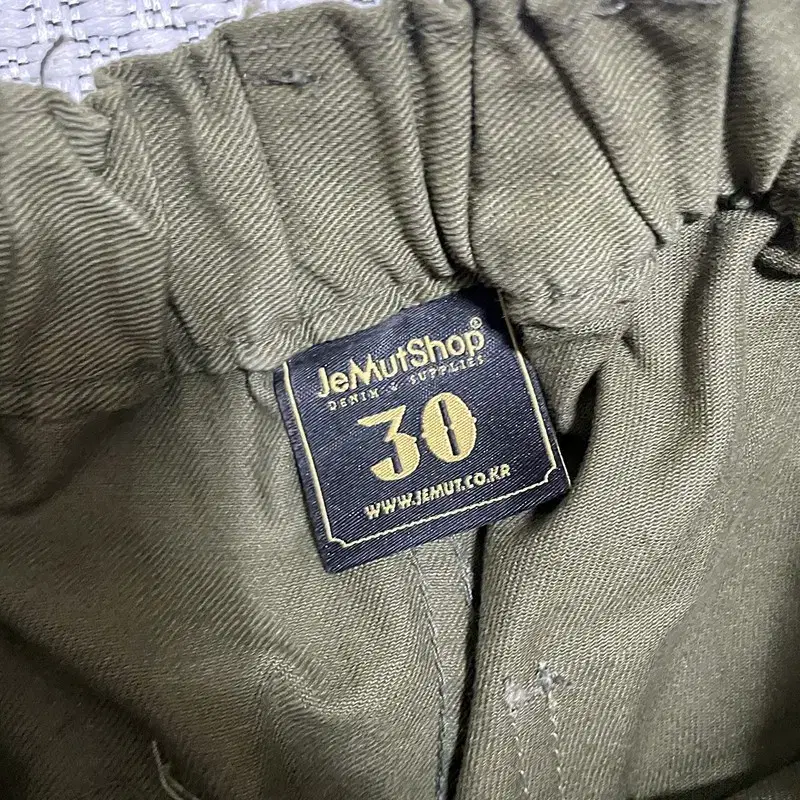 JeMutShop®
DENIM & SUPPLIES
30
WWW.JEMUT.CO.KR